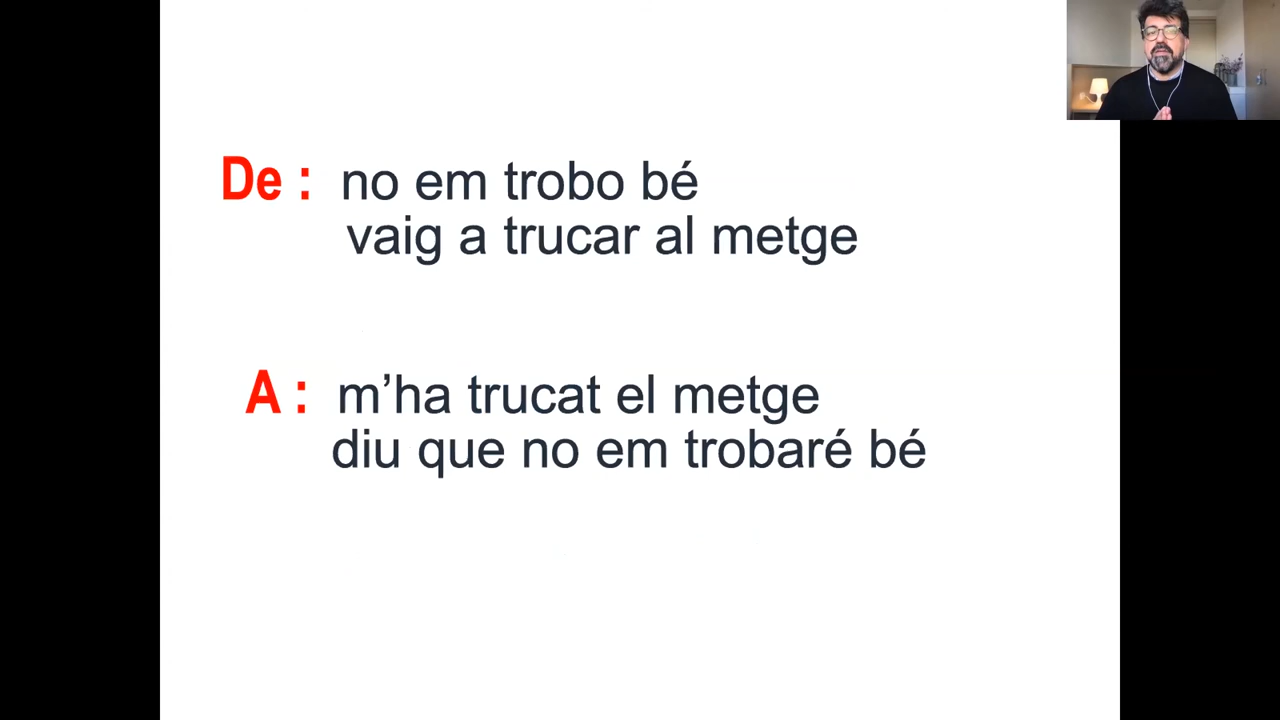 De : no em trobo bé
vaig a trucar al metge
A : m’ha trucat el metge
diu que no em trobaré bé